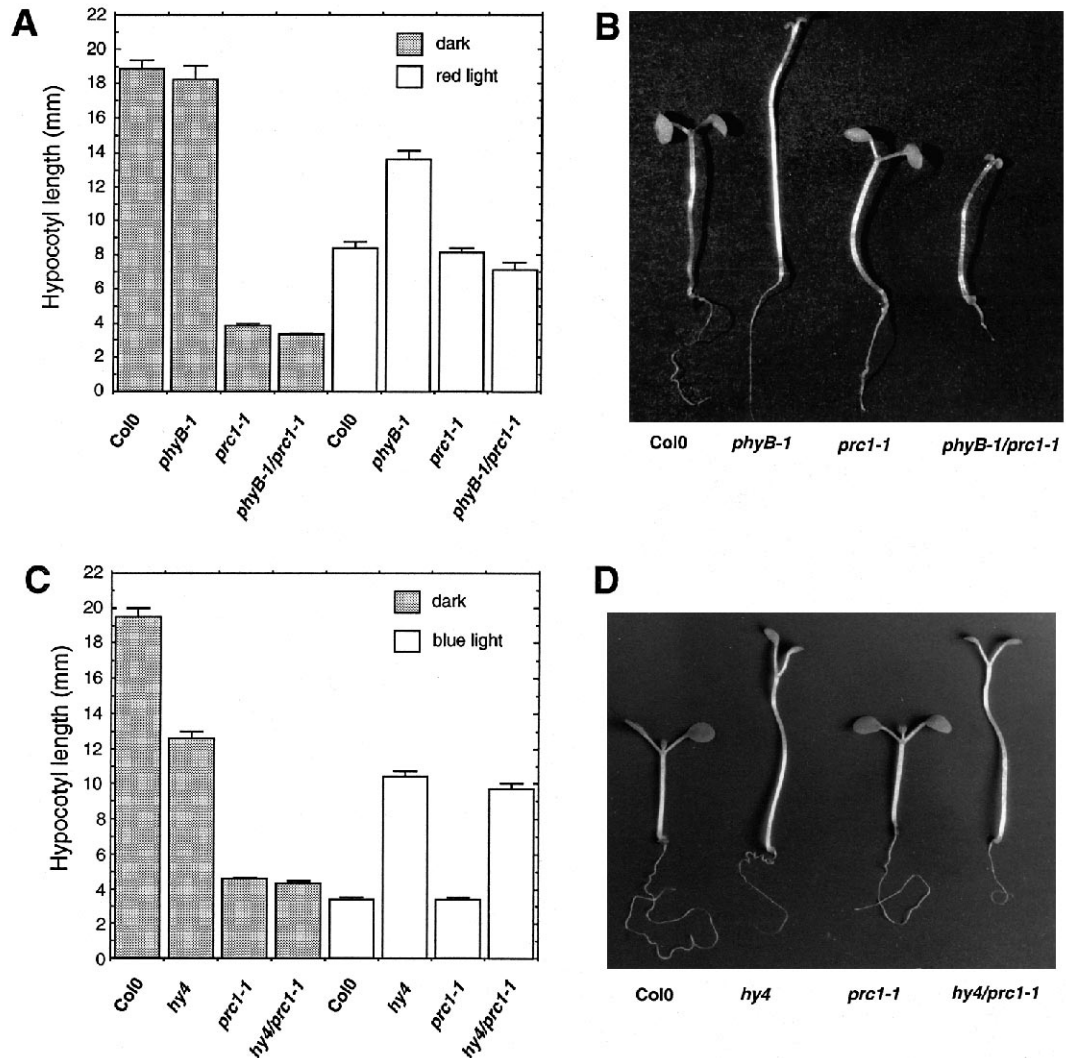 A
Hypocotyl length (mm)
22
20
18
16
14
12
10
8
6
4
2
0
dark
red light
Col0
phyB-1
prc1-1
phyB-1/prc1-1
Col0
phyB-1
prc1-1
phyB-1/prc1-1
B
Col0
phyB-1
prc1-1
phyB-1/prc1-1
C
Hypocotyl length (mm)
22
20
18
16
14
12
10
8
6
4
2
0
dark
blue light
Col0
hy4
prc1-1
hy4/prc1-1
Col0
hy4
prc1-1
hy4/prc1-1
D
Col0
hy4
prc1-1
hy4/prc1-1